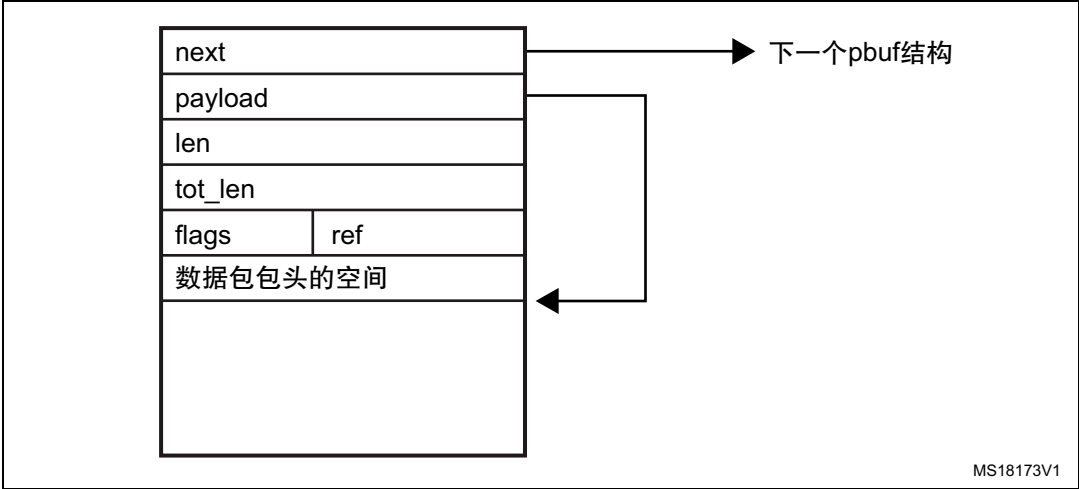 next
下一个pbuf结构
payload
len
tot_len
flags
ref
数据包包头的空间
MS18173V1